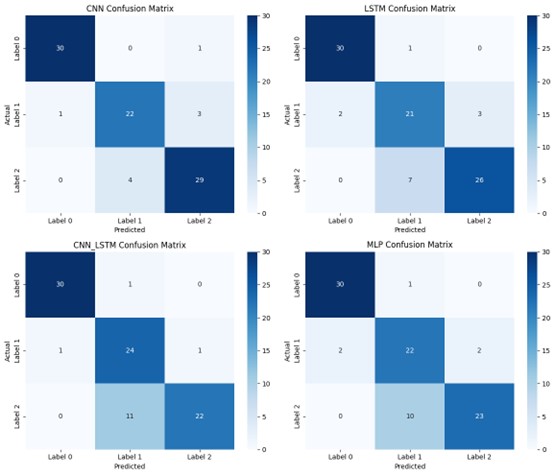 CNN Confusion Matrix
30 0 1
1 22 3
0 4 29
Label 0
Label 1
Label 2
Actual
Label 0 Label 1 Label 2
Predicted
30
25
20
15
10
5
0
LSTM Confusion Matrix
30 1 0
2 21 3
0 7 26
Label 0
Label 1
Label 2
Actual
Label 0 Label 1 Label 2
Predicted
30
25
20
15
10
5
0
CNN_LSTM Confusion Matrix
30 1 0
1 24 1
0 11 22
Label 0
Label 1
Label 2
Actual
Label 0 Label 1 Label 2
Predicted
30
25
20
15
10
5
0
MLP Confusion Matrix
30 1 0
2 22 2
0 10 23
Label 0
Label 1
Label 2
Actual
Label 0 Label 1 Label 2
Predicted
30
25
20
15
10
5
0